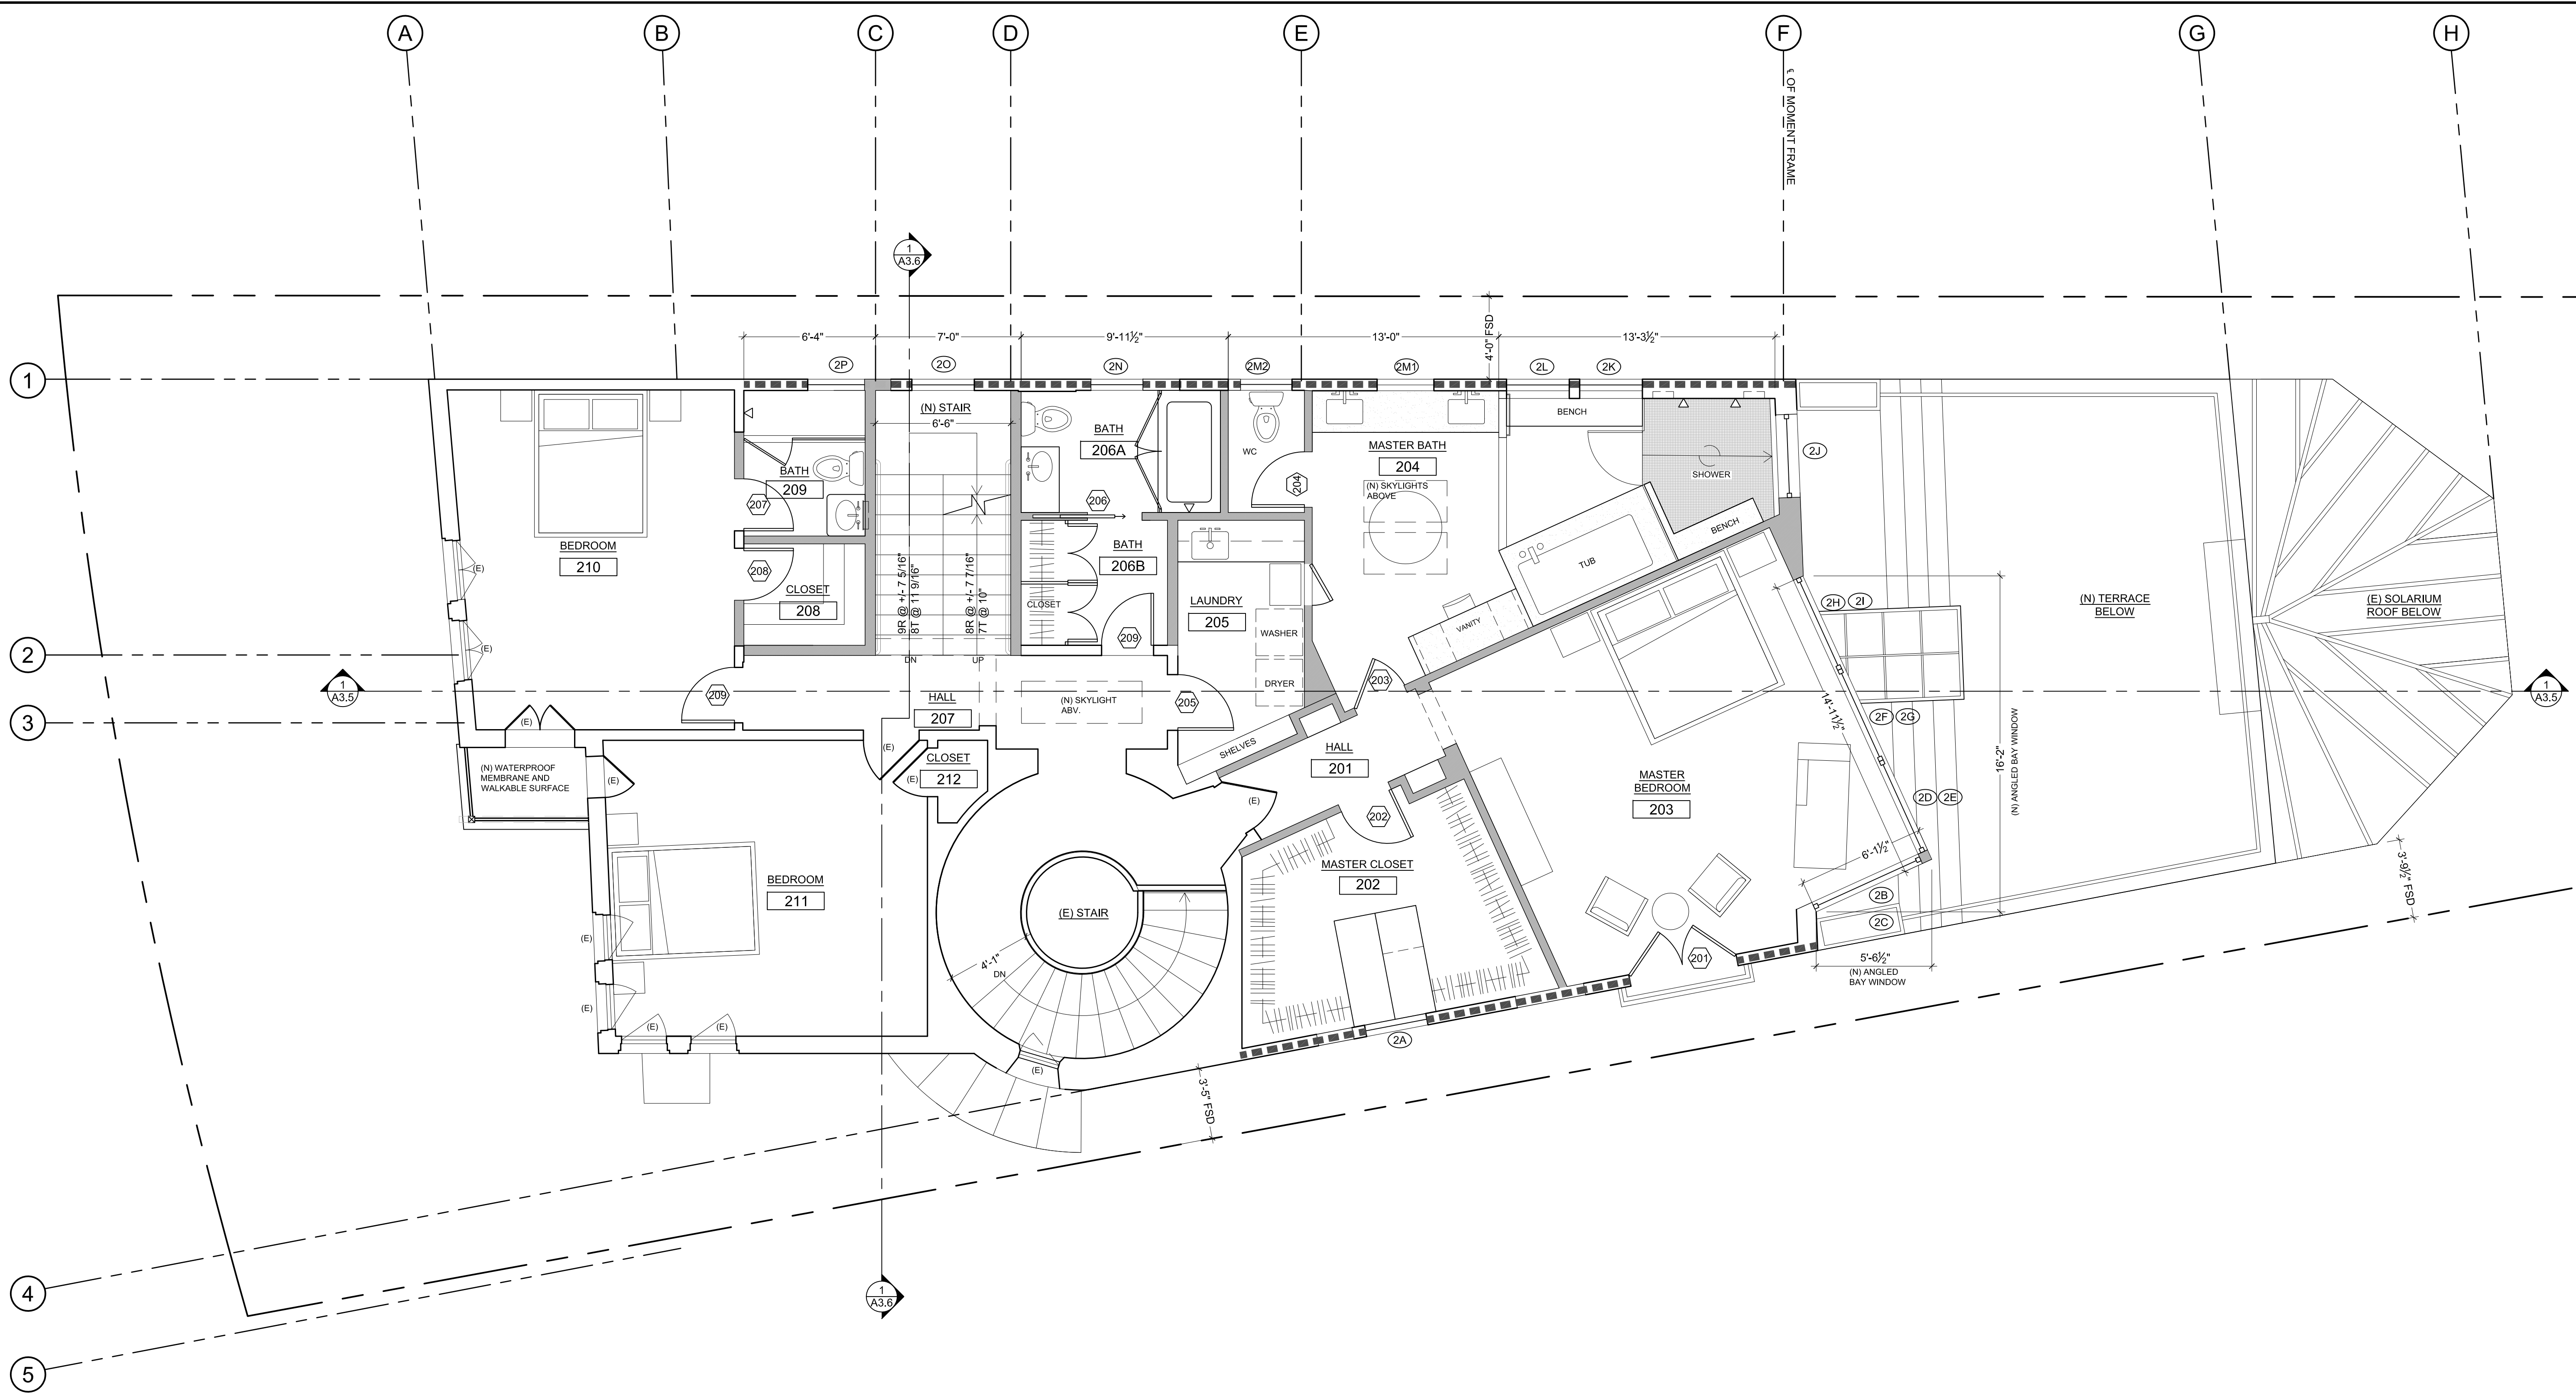 A
B
C
D
E
F
G
H
℄ OF MOMENT FRAME
1
A3.6
6'-4"
7'-0"
9'-11½"
13'-0"
4'-0" FSD
13'-3½"
2P
2O
2N
2M2
2M1
2L
2K
1
(N) STAIR
6'-6"
BENCH
BATH
206A
WC
MASTER BATH
204
(N) SKYLIGHTS
ABOVE
204
SHOWER
2J
BATH
209
207
206
BENCH
BEDROOM
210
(E)
BATH
206B
TUB
208
CLOSET
208
9R @ +/- 7 5/16"
8T @ 11 9/16"
8R @ +/- 7 7/16"
7T @ 10"
CLOSET
LAUNDRY
205
2H
2I
(N) TERRACE
BELOW
(E) SOLARIUM
ROOF BELOW
VANITY
WASHER
209
(E)
2
DN
UP
DRYER
203
1
A3.5
209
HALL
207
(N) SKYLIGHT
ABV.
205
14'-11½"
2F
2G
16'-2"
(N) ANGLED BAY WINDOW
1
A3.5
3
(E)
(E)
SHELVES
HALL
201
CLOSET
212
(N) WATERPROOF
MEMBRANE AND
WALKABLE SURFACE
(E)
(E)
(E)
MASTER
BEDROOM
203
2D
2E
202
6'-1½"
3'-9½" FSD
BEDROOM
211
MASTER CLOSET
202
2B
(E) STAIR
2C
(E)
4'-1"
DN
201
5'-6½"
(N) ANGLED
BAY WINDOW
(E)
(E)
(E)
2A
(E)
3'-5" FSD
4
1
A3.6
5